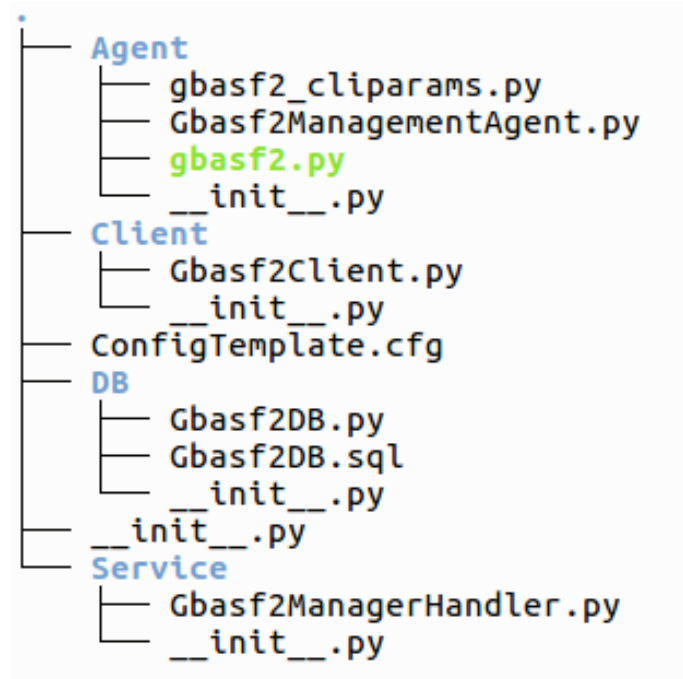 .
Agent
gbasf2_cliparams.py
Gbasf2ManagementAgent.py
gbasf2.py
__init__.py
Client
Gbasf2Client.py
__init__.py
ConfigTemplate.cfg
DB
Gbasf2DB.py
Gbasf2DB.sql
__init__.py
__init__.py
Service
Gbasf2ManagerHandler.py
__init__.py